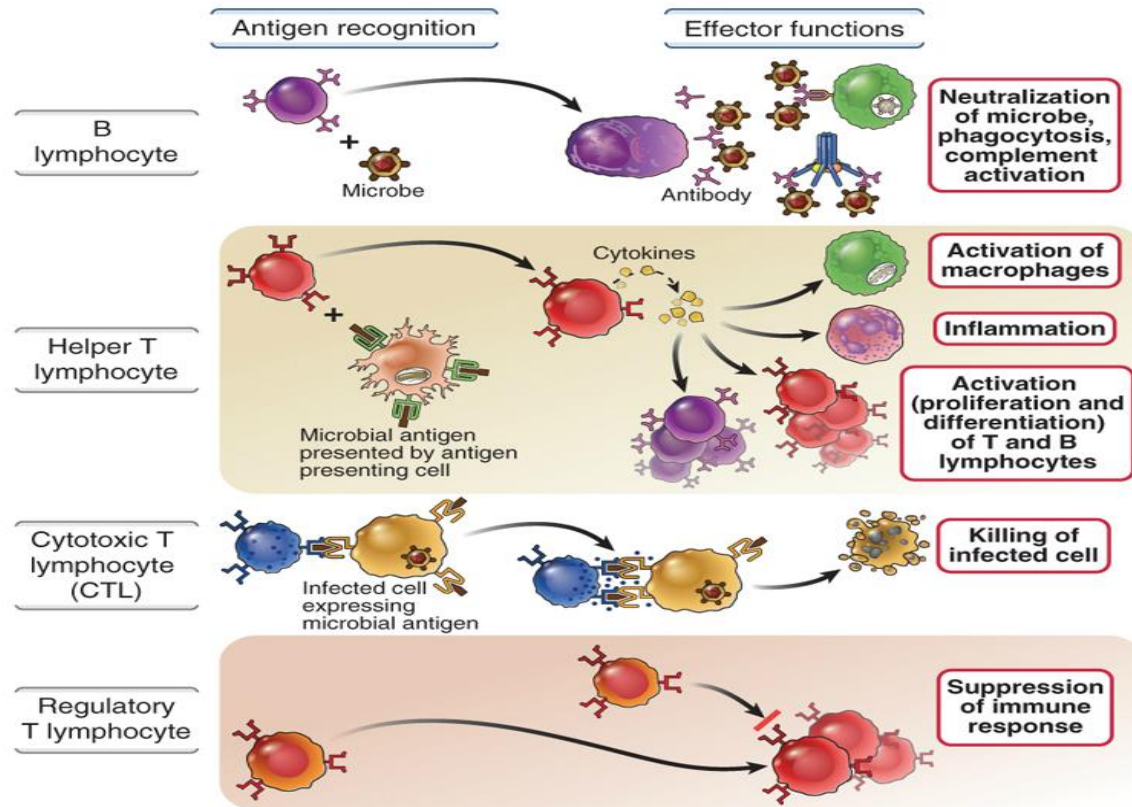 Antigen recognition
Effector functions
B
lymphocyte
+
Microbe
Antibody
Neutralization
of microbe,
phagocytosis,
complement
activation
Helper T
lymphocyte
+
Microbial antigen
presented by antigen
presenting cell
Cytokines
Activation of
macrophages
Inflammation
Activation
(proliferation and
differentiation)
of T and B
lymphocytes
Cytotoxic T
lymphocyte
(CTL)
Infected cell
expressing
microbial antigen
Killing of
infected cell
Regulatory
T lymphocyte
Suppression
of immune
response